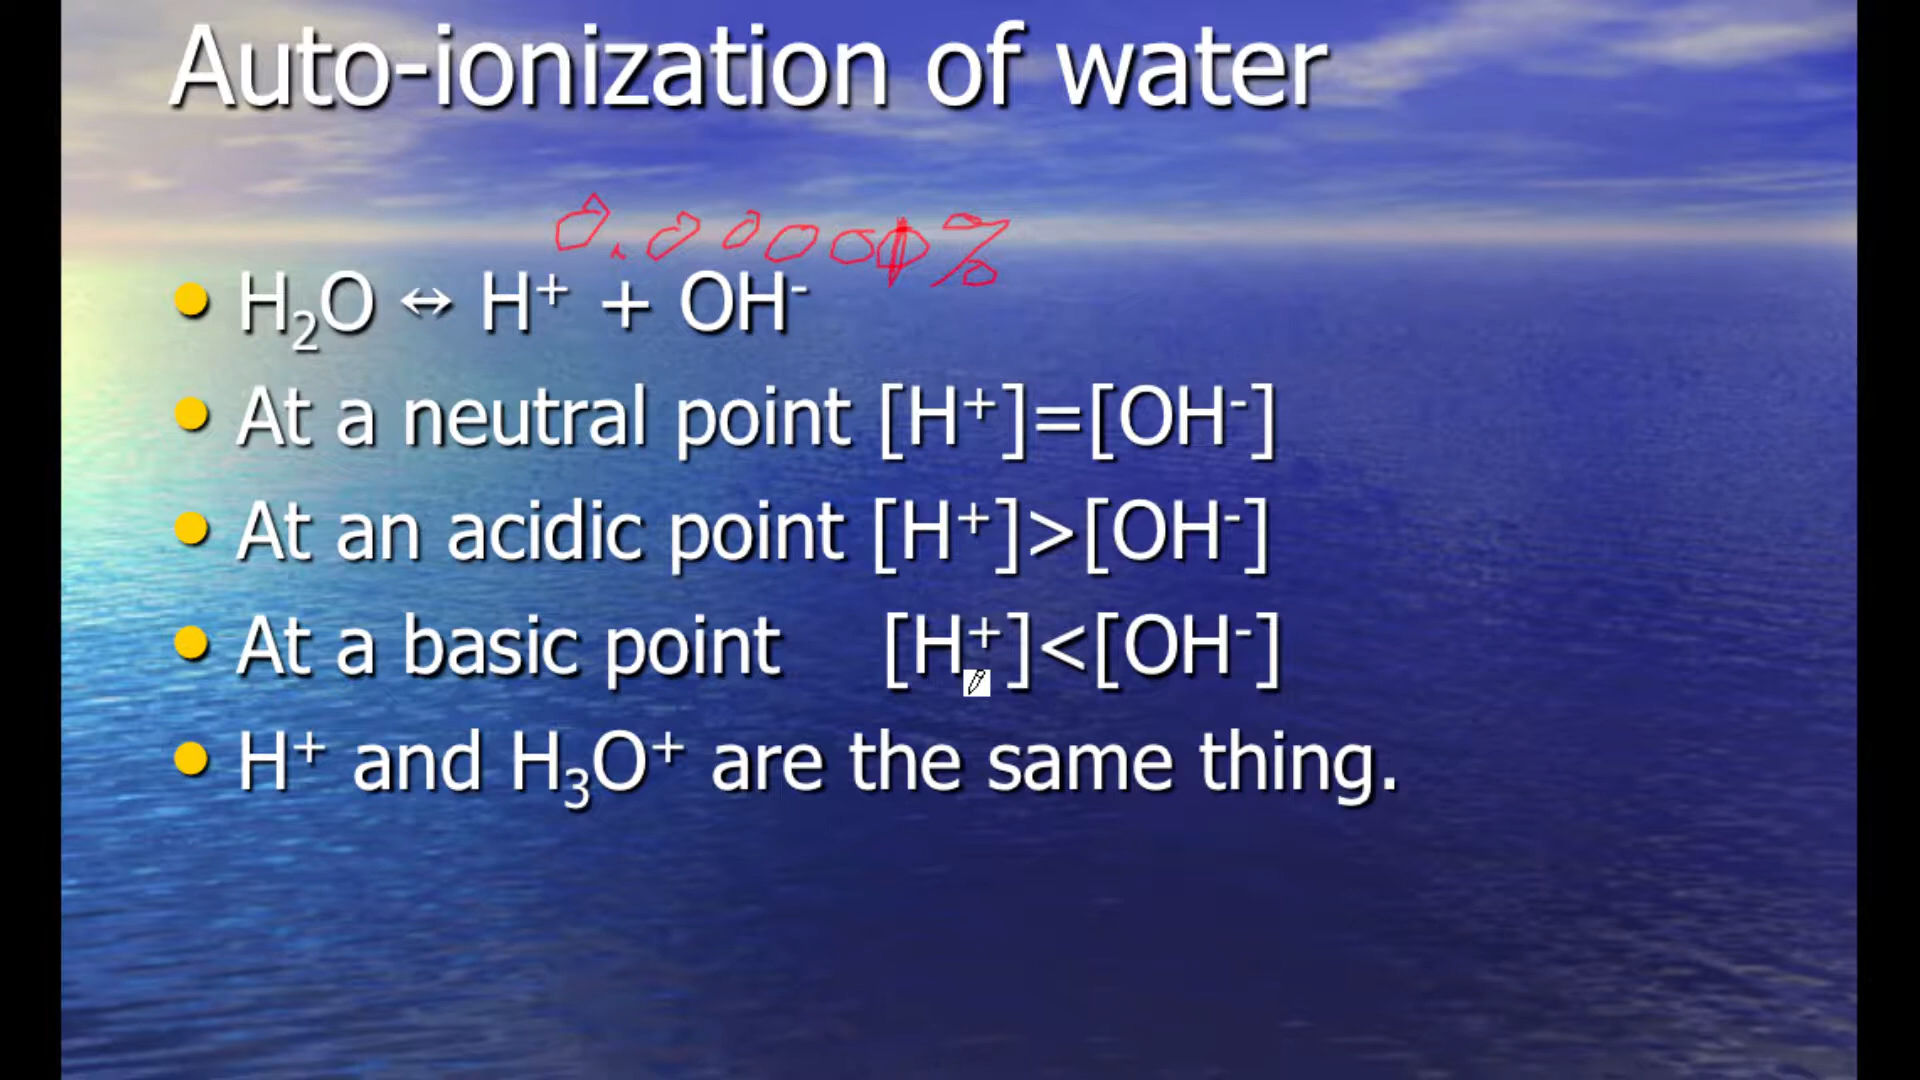 Auto-ionization of water
0.00001%
• H₂O ↔ H⁺ + OH⁻
• At a neutral point [H⁺]=[OH⁻]
• At an acidic point [H⁺]>[OH⁻]
• At a basic point [H⁺]<[OH⁻]
• H⁺ and H₃O⁺ are the same thing.